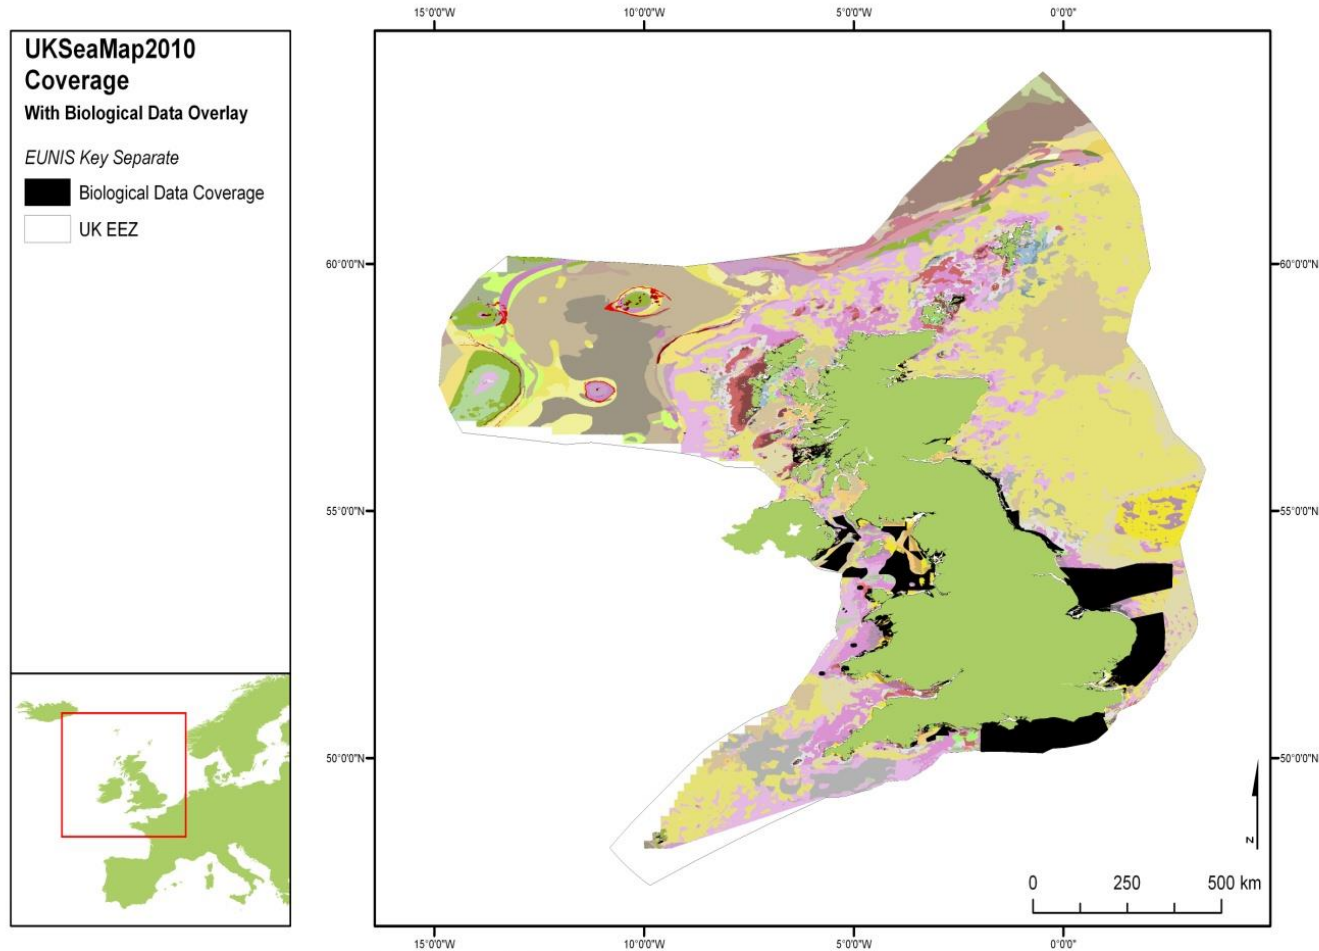 UKSeaMap2010
Coverage
With Biological Data Overlay
EUNIS Key Separate
Biological Data Coverage
UK EEZ
15°0'0"W 10°0'0"W 5°0'0"W 0°0'0"
60°0'0"N 60°0'0"N
55°0'0"N 55°0'0"N
50°0'0"N 50°0'0"N
N
0 250 500 km
15°0'0"W 10°0'0"W 5°0'0"W 0°0'0"